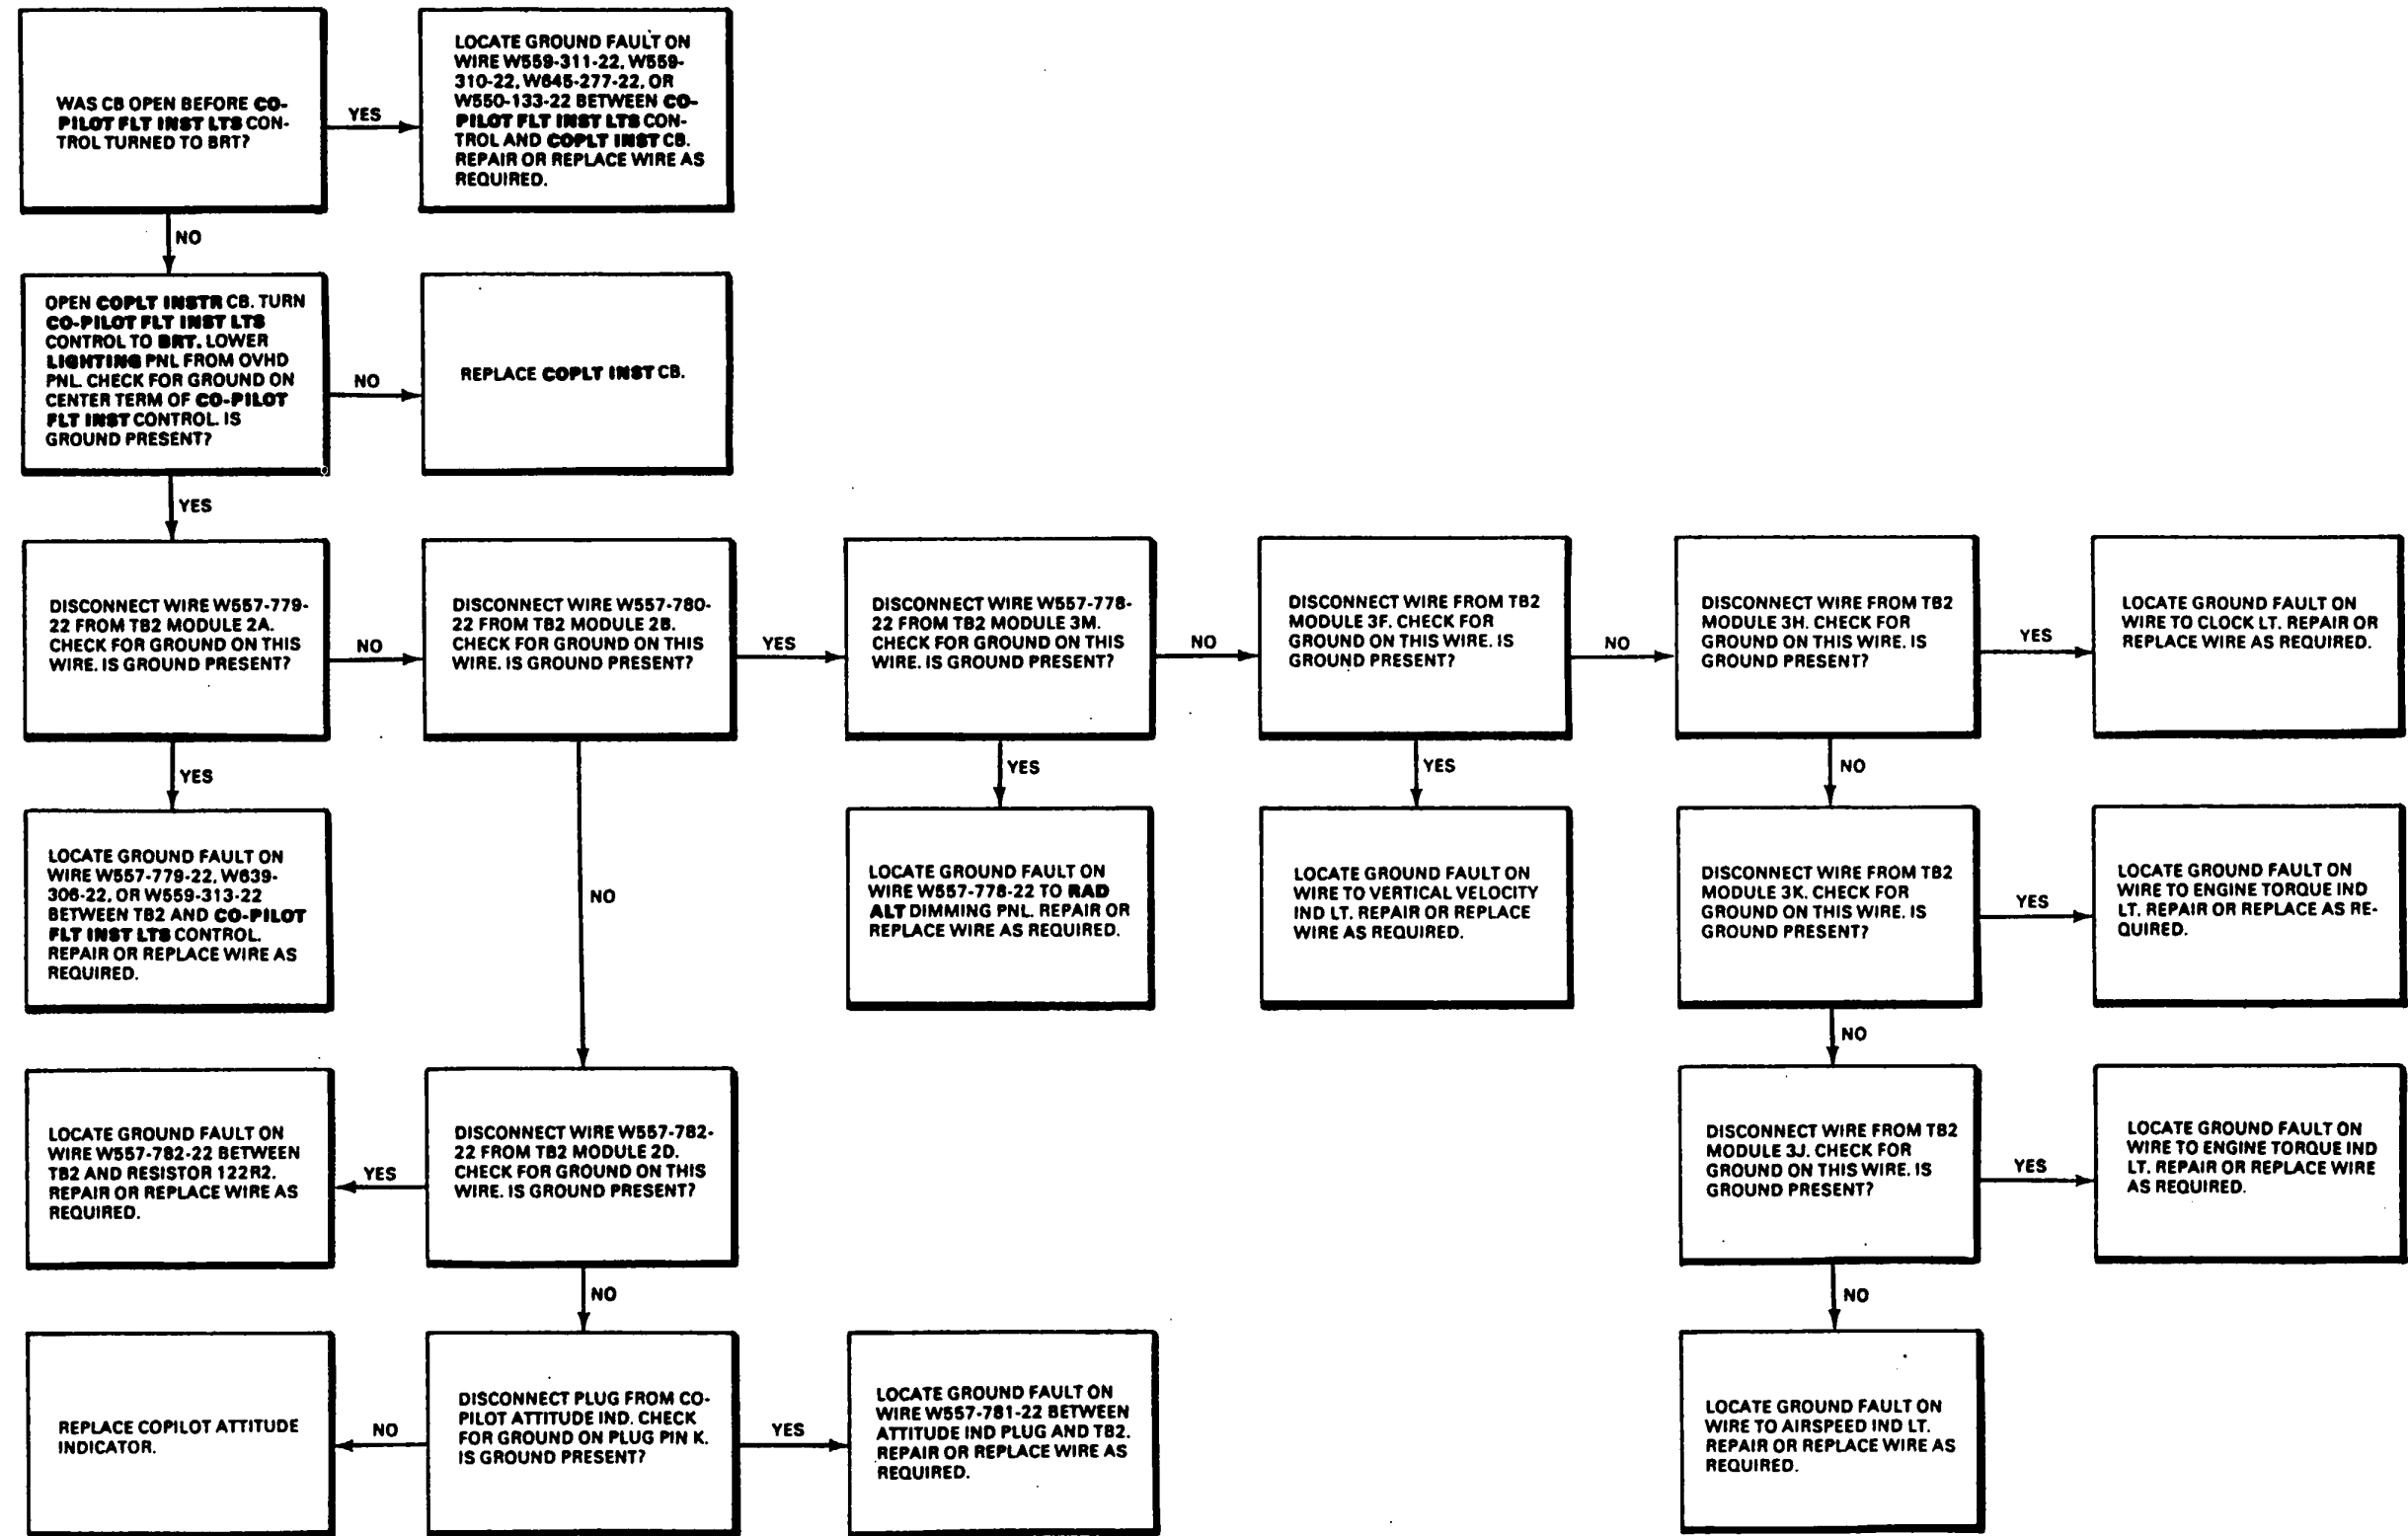 WAS CB OPEN BEFORE CO-
PILOT FLT INST LTS CON-
TROL TURNED TO BRT?
YES
LOCATE GROUND FAULT ON
WIRE W559-311-22, W559-
310-22, W645-277-22, OR
W550-133-22 BETWEEN CO-
PILOT FLT INST LTS CON-
TROL AND COPLT INST CB.
REPAIR OR REPLACE WIRE AS
REQUIRED.
NO
OPEN COPLT INSTR CB. TURN
CO-PILOT FLT INST LTS
CONTROL TO BRT. LOWER
LIGHTING PNL FROM OVHD
PNL. CHECK FOR GROUND ON
CENTER TERM OF CO-PILOT
FLT INST CONTROL. IS
GROUND PRESENT?
NO
REPLACE COPLT INST CB.
YES
DISCONNECT WIRE W557-779-
22 FROM TB2 MODULE 2A.
CHECK FOR GROUND ON THIS
WIRE. IS GROUND PRESENT?
NO
DISCONNECT WIRE W557-780-
22 FROM TB2 MODULE 2B.
CHECK FOR GROUND ON THIS
WIRE. IS GROUND PRESENT?
YES
DISCONNECT WIRE W557-778-
22 FROM TB2 MODULE 3M.
CHECK FOR GROUND ON THIS
WIRE. IS GROUND PRESENT?
NO
DISCONNECT WIRE FROM TB2
MODULE 3F. CHECK FOR
GROUND ON THIS WIRE. IS
GROUND PRESENT?
NO
DISCONNECT WIRE FROM TB2
MODULE 3H. CHECK FOR
GROUND ON THIS WIRE. IS
GROUND PRESENT?
YES
LOCATE GROUND FAULT ON
WIRE TO CLOCK LT. REPAIR OR
REPLACE WIRE AS REQUIRED.
YES
NO
YES
YES
NO
LOCATE GROUND FAULT ON
WIRE W557-779-22, W639-
306-22, OR W559-313-22
BETWEEN TB2 AND CO-PILOT
FLT INST LTS CONTROL.
REPAIR OR REPLACE WIRE AS
REQUIRED.
LOCATE GROUND FAULT ON
WIRE W557-778-22 TO RAD
ALT DIMMING PNL. REPAIR OR
REPLACE WIRE AS REQUIRED.
LOCATE GROUND FAULT ON
WIRE TO VERTICAL VELOCITY
IND LT. REPAIR OR REPLACE
WIRE AS REQUIRED.
DISCONNECT WIRE FROM TB2
MODULE 3K. CHECK FOR
GROUND ON THIS WIRE. IS
GROUND PRESENT?
YES
LOCATE GROUND FAULT ON
WIRE TO ENGINE TORQUE IND
LT. REPAIR OR REPLACE AS RE-
QUIRED.
NO
LOCATE GROUND FAULT ON
WIRE W557-782-22 BETWEEN
TB2 AND RESISTOR 122R2.
REPAIR OR REPLACE WIRE AS
REQUIRED.
YES
DISCONNECT WIRE W557-782-
22 FROM TB2 MODULE 2D.
CHECK FOR GROUND ON THIS
WIRE. IS GROUND PRESENT?
DISCONNECT WIRE FROM TB2
MODULE 3J. CHECK FOR
GROUND ON THIS WIRE. IS
GROUND PRESENT?
YES
LOCATE GROUND FAULT ON
WIRE TO ENGINE TORQUE IND
LT. REPAIR OR REPLACE WIRE
AS REQUIRED.
NO
NO
REPLACE COPILOT ATTITUDE
INDICATOR.
NO
DISCONNECT PLUG FROM CO-
PILOT ATTITUDE IND. CHECK
FOR GROUND ON PLUG PIN K.
IS GROUND PRESENT?
YES
LOCATE GROUND FAULT ON
WIRE W557-781-22 BETWEEN
ATTITUDE IND PLUG AND TB2.
REPAIR OR REPLACE WIRE AS
REQUIRED.
LOCATE GROUND FAULT ON
WIRE TO AIRSPEED IND LT.
REPAIR OR REPLACE WIRE AS
REQUIRED.